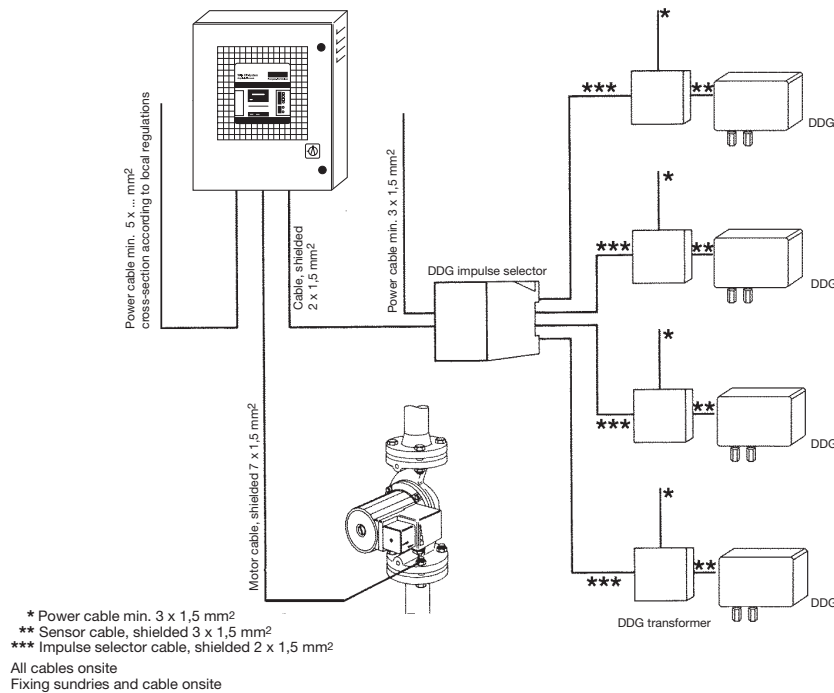 *
***
**
DDG
Power cable min. 5 x ... mm²
cross-section according to local regulations
Cable, shielded
2 x 1,5 mm²
Power cable min. 3 x 1,5 mm²
*
***
**
DDG impulse selector
DDG
*
***
**
DDG
Motor cable, shielded 7 x 1,5 mm²
*
***
**
DDG
DDG transformer
* Power cable min. 3 x 1,5 mm²
** Sensor cable, shielded 3 x 1,5 mm²
*** Impulse selector cable, shielded 2 x 1,5 mm²
All cables onsite
Fixing sundries and cable onsite